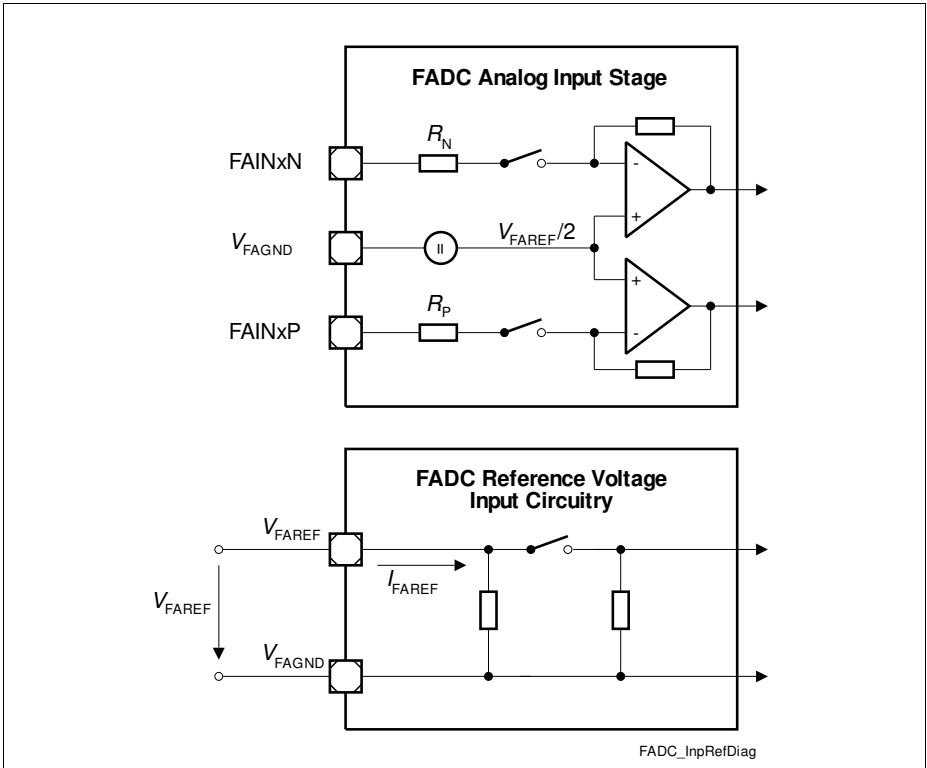 FADC Analog Input Stage
R_N
FAINxN
-
+
V_FAGND
=
V_FAREF/2
R_P
+
FAINxP
-
FADC Reference Voltage
Input Circuitry
V_FAREF
I_FAREF
V_FAREF
V_FAGND
FADC_InpRefDiag